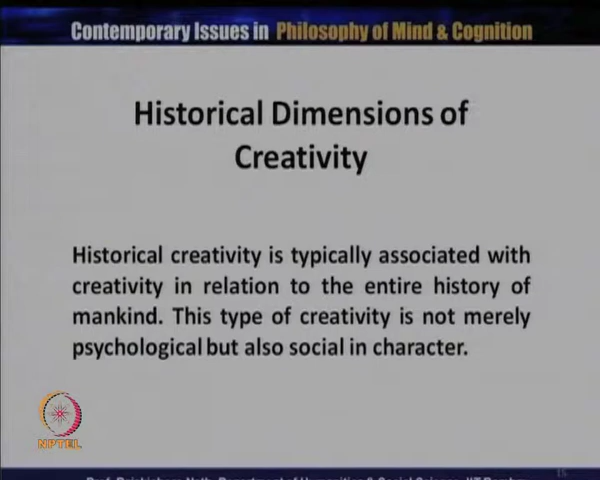 Contemporary Issues in Philosophy of Mind & Cognition
Historical Dimensions of
Creativity
Historical creativity is typically associated with
creativity in relation to the entire history of
mankind. This type of creativity is not merely
psychological but also social in character.
NPTEL
15